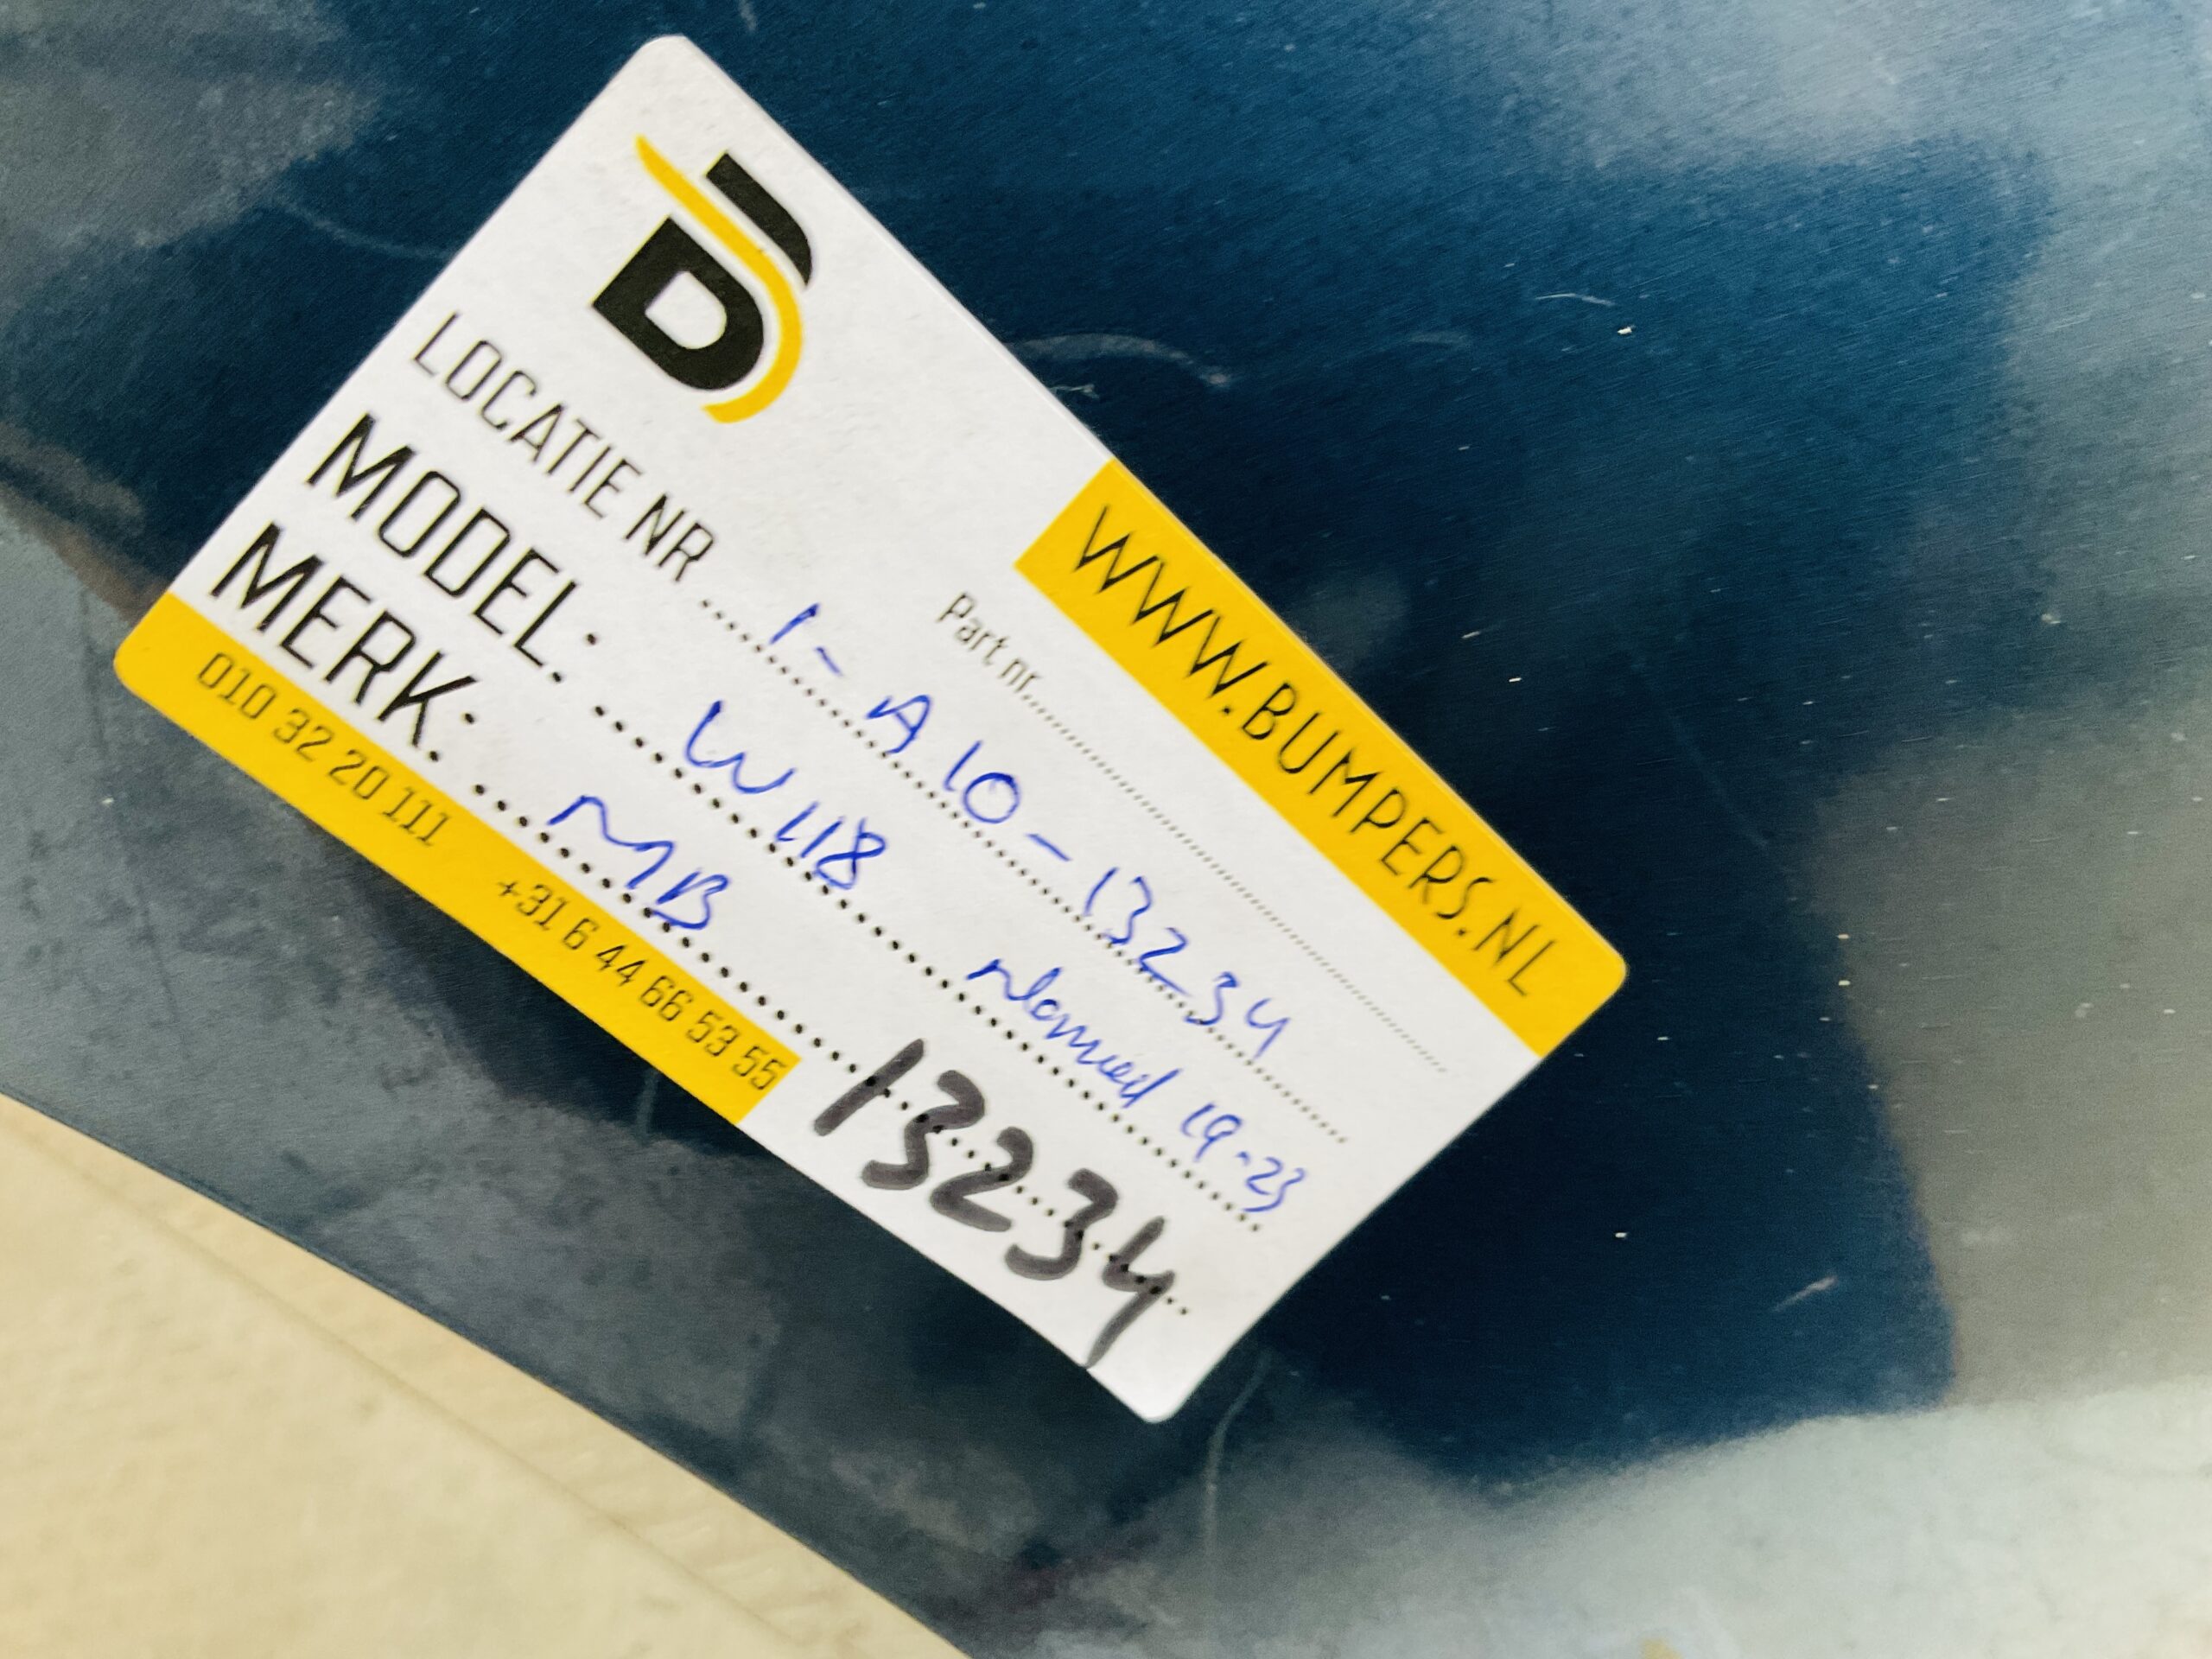 WWW.BUMPERS.NL
Part nr.
LOCATIE NR 1-A10-13234
MODEL: W118 19-23
MERK: MB 13234
010 32 20 111 +31 6 44 66 53 55